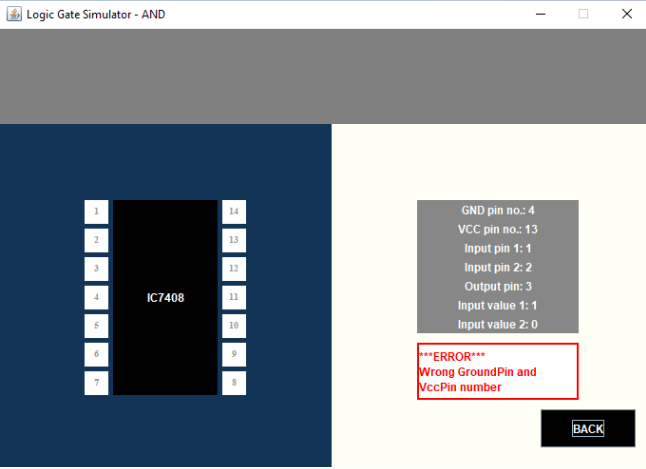 Logic Gate Simulator - AND
1
2
3
4
5
6
7
IC7408
14
13
12
11
10
9
8
GND pin no.: 4
VCC pin no.: 13
Input pin 1: 1
Input pin 2: 2
Output pin: 3
Input value 1: 1
Input value 2: 0
***ERROR***
Wrong GroundPin and
VccPin number
BACK